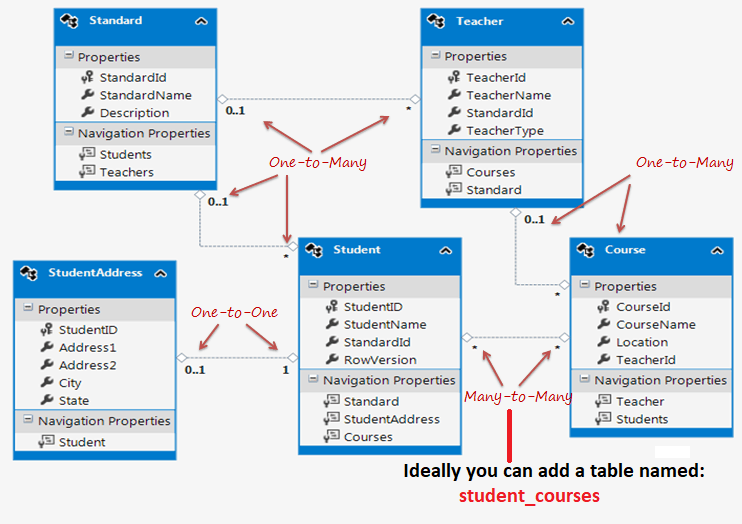 Standard
Properties
StandardId
StandardName
Description
Navigation Properties
Students
Teachers
Teacher
Properties
TeacherId
TeacherName
StandardId
TeacherType
Navigation Properties
Courses
Standard
0..1
*
One-to-Many
0..1
*
One-to-Many
0..1
*
StudentAddress
Properties
StudentID
Address1
Address2
City
State
Navigation Properties
Student
One-to-One
0..1
1
Student
Properties
StudentID
StudentName
StandardId
RowVersion
Navigation Properties
Standard
StudentAddress
Courses
*
*
Many-to-Many
Course
Properties
CourseId
CourseName
Location
TeacherId
Navigation Properties
Teacher
Students
Ideally you can add a table named:
student_courses